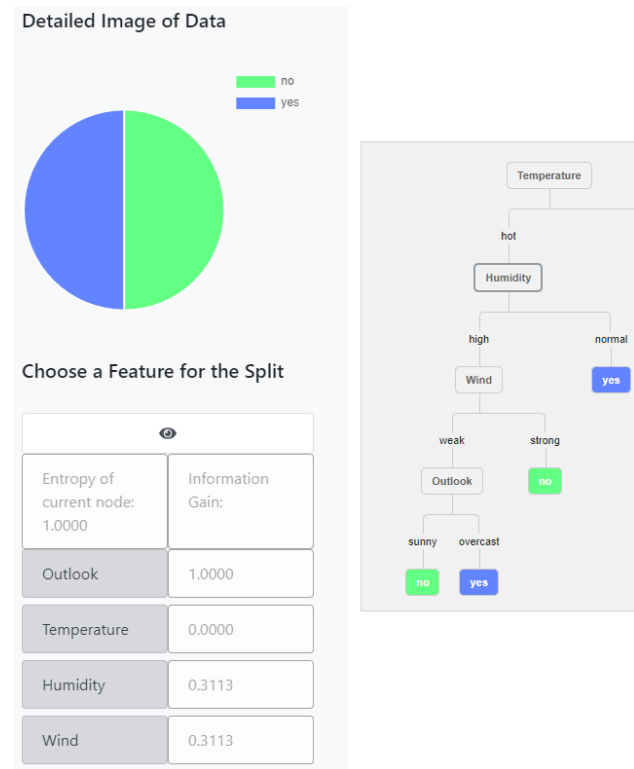 Detailed Image of Data
no
yes
Choose a Feature for the Split
Entropy of
current node:
1.0000
Information
Gain:
Outlook 1.0000
Temperature 0.0000
Humidity 0.3113
Wind 0.3113
Temperature
hot
Humidity
high normal
Wind yes
weak strong
Outlook no
sunny overcast
no yes